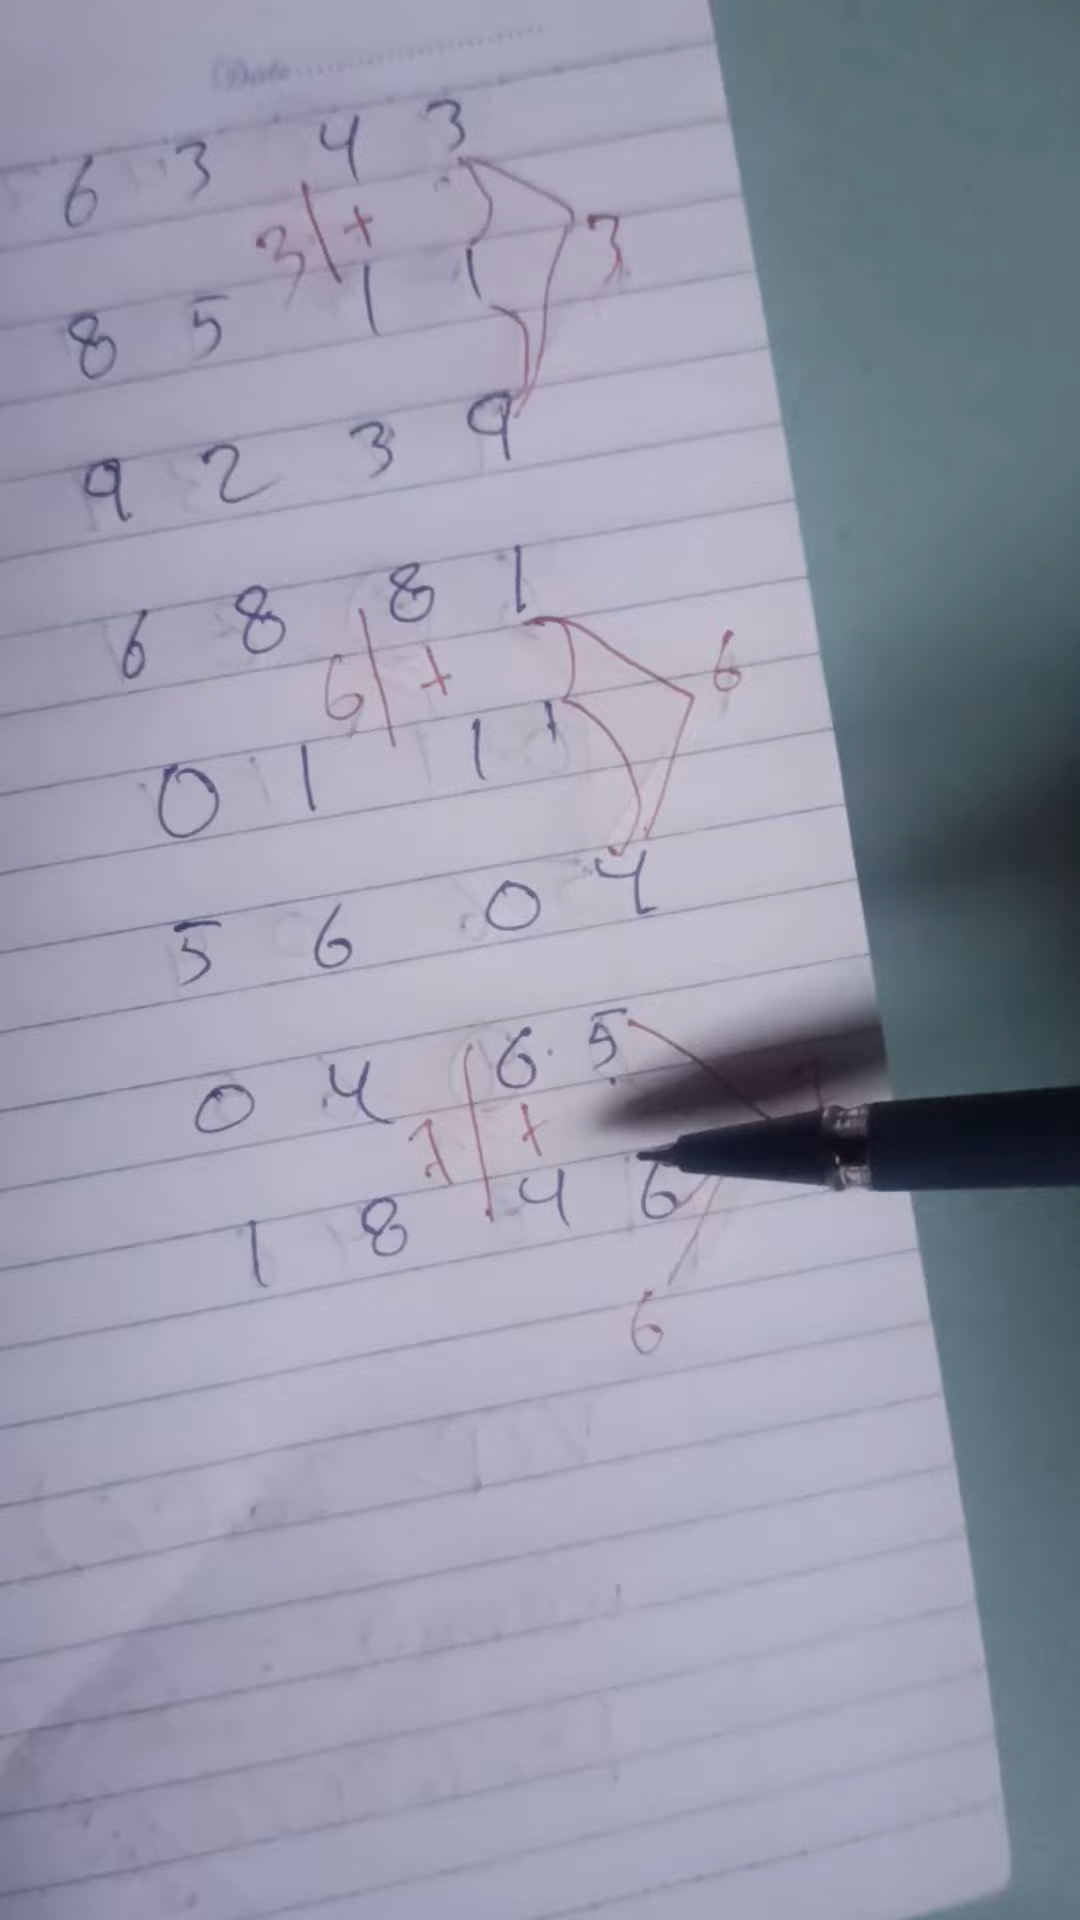 Date
6 3 4 3
3 | + 3
8 5 1 1
9 2 3 9
6 8 8 1
6 | + 6
0 1 1 1
5 6 0 4
0 4 6 5
7 | +
1 8 4 6
6